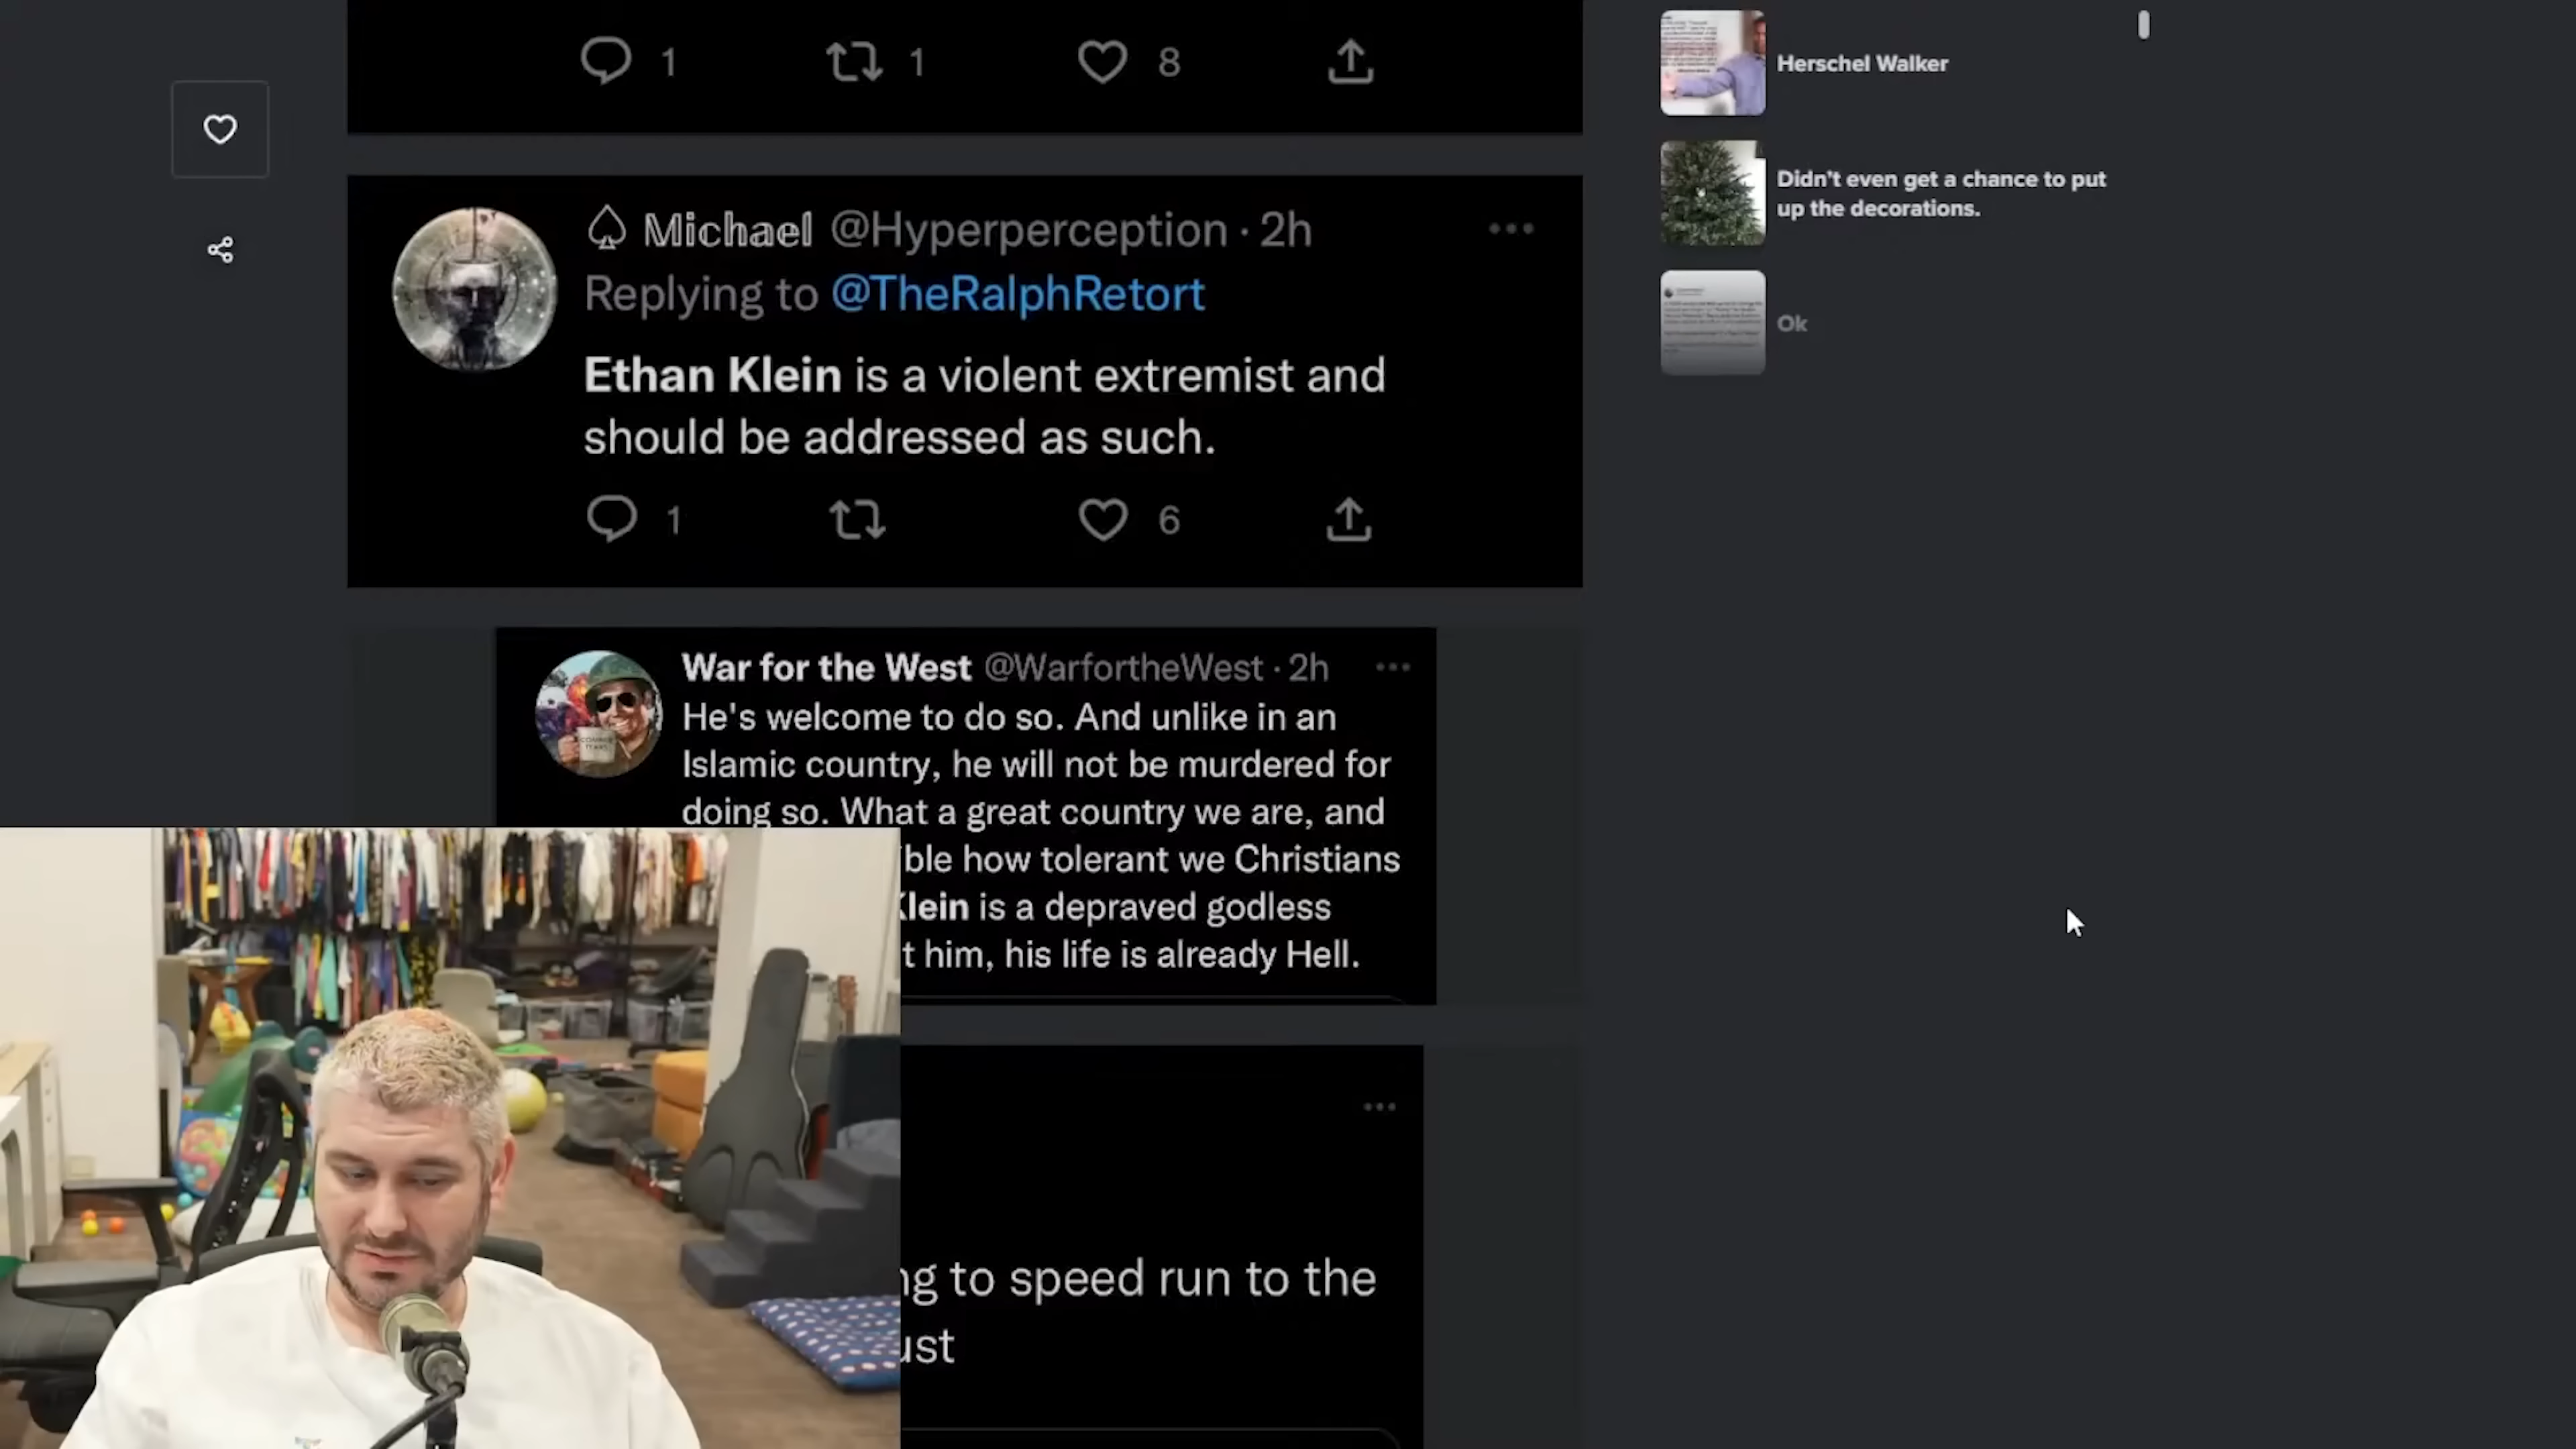 1 1 8
♤ Michael @Hyperperception · 2h
Replying to @TheRalphRetort
Ethan Klein is a violent extremist and
should be addressed as such.
1 6
War for the West @WarfortheWest · 2h
He's welcome to do so. And unlike in an
Islamic country, he will not be murdered for
doing so. What a great country we are, and
ble how tolerant we Christians
Klein is a depraved godless
t him, his life is already Hell.
ng to speed run to the
ust
Herschel Walker
Didn't even get a chance to put
up the decorations.
Ok